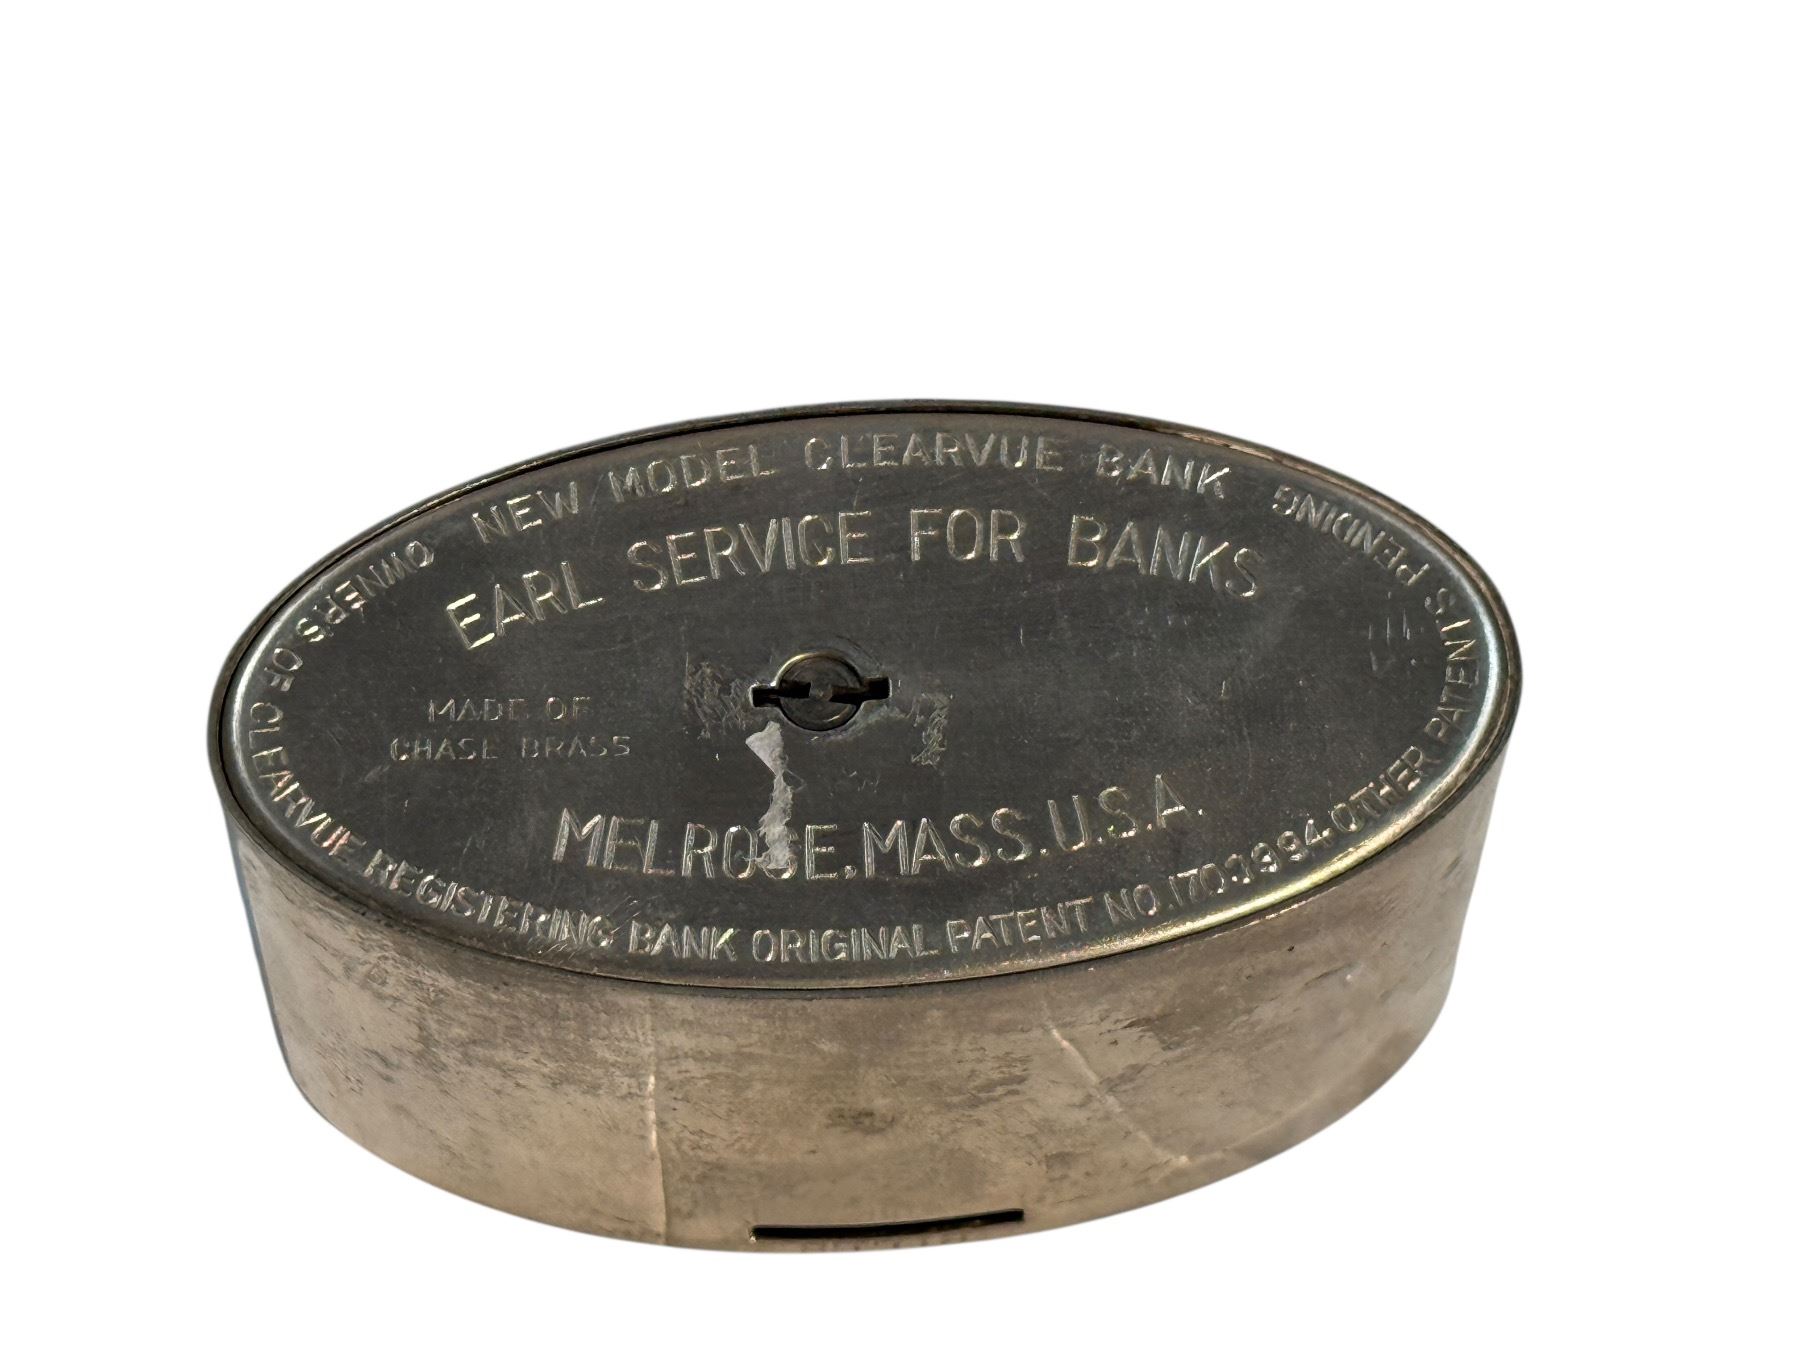 NEW MODEL CLEARVUE BANK
EARL SERVICE FOR BANKS
MADE OF
CHASE BRASS
MELROSE, MASS. U.S.A.
OWNERS OF CLEARVUE REGISTERING BANK ORIGINAL PATENT NO. OTHER PATENTS PENDING